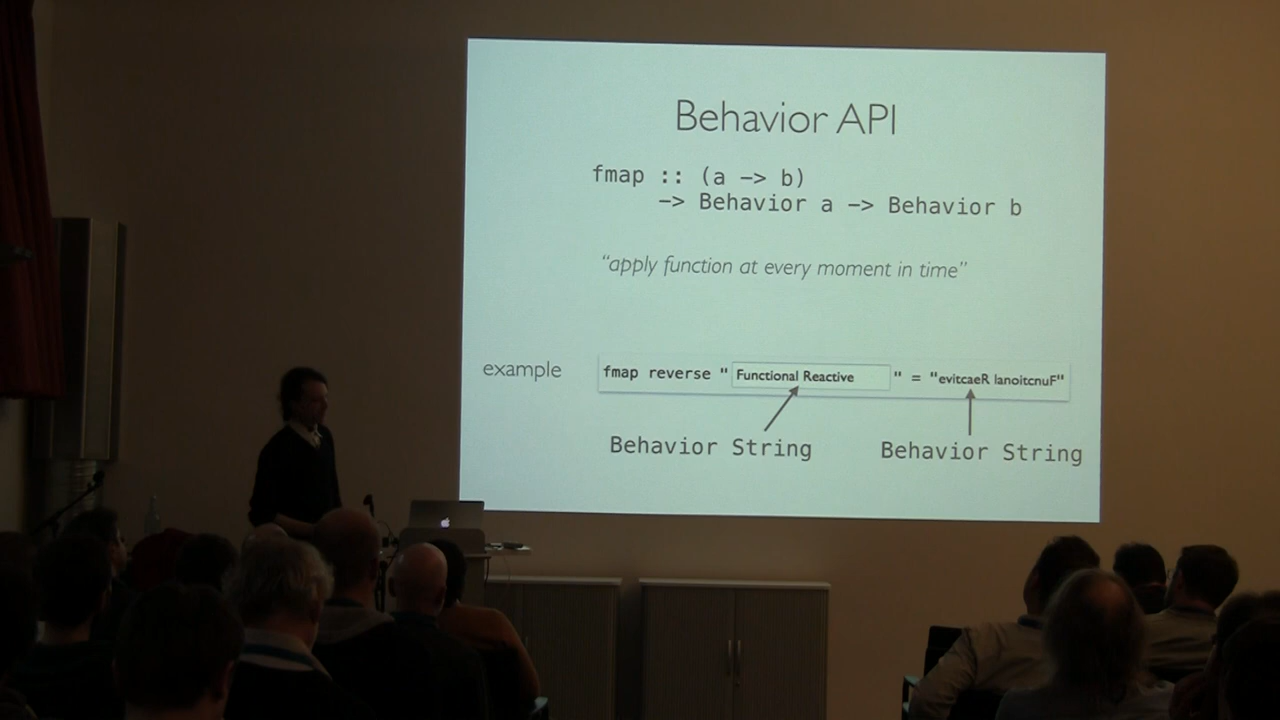 Behavior API
fmap :: (a -> b)
-> Behavior a -> Behavior b
“apply function at every moment in time”
example fmap reverse " Functional Reactive " = "evitcaeR lanoitcnuF"
Behavior String Behavior String